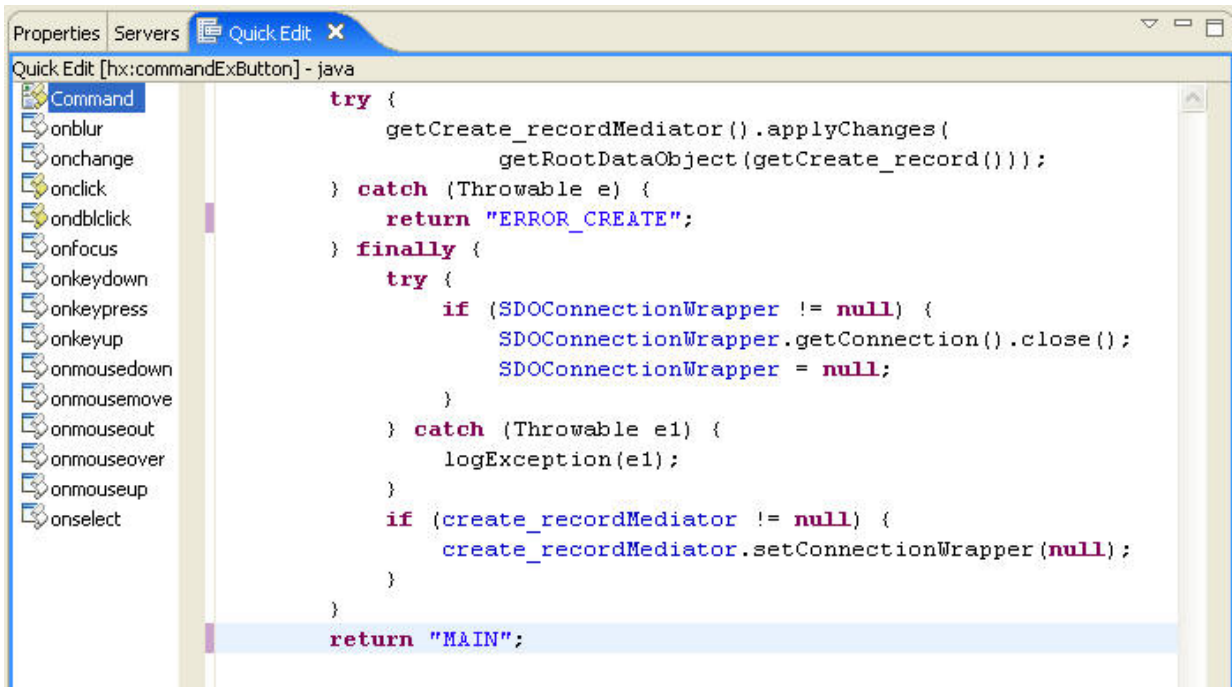 Properties Servers Quick Edit
Quick Edit [hx:commandExButton] - java
Command
onblur
onchange
onclick
ondblclick
onfocus
onkeydown
onkeypress
onkeyup
onmousedown
onmousemove
onmouseout
onmouseover
onmouseup
onselect
try {
getCreate_recordMediator().applyChanges(
getRootDataObject(getCreate_record()));
} catch (Throwable e) {
return "ERROR_CREATE";
} finally {
try {
if (SDOConnectionWrapper != null) {
SDOConnectionWrapper.getConnection().close();
SDOConnectionWrapper = null;
}
} catch (Throwable e1) {
logException(e1);
}
if (create_recordMediator != null) {
create_recordMediator.setConnectionWrapper(null);
}
}
return "MAIN";